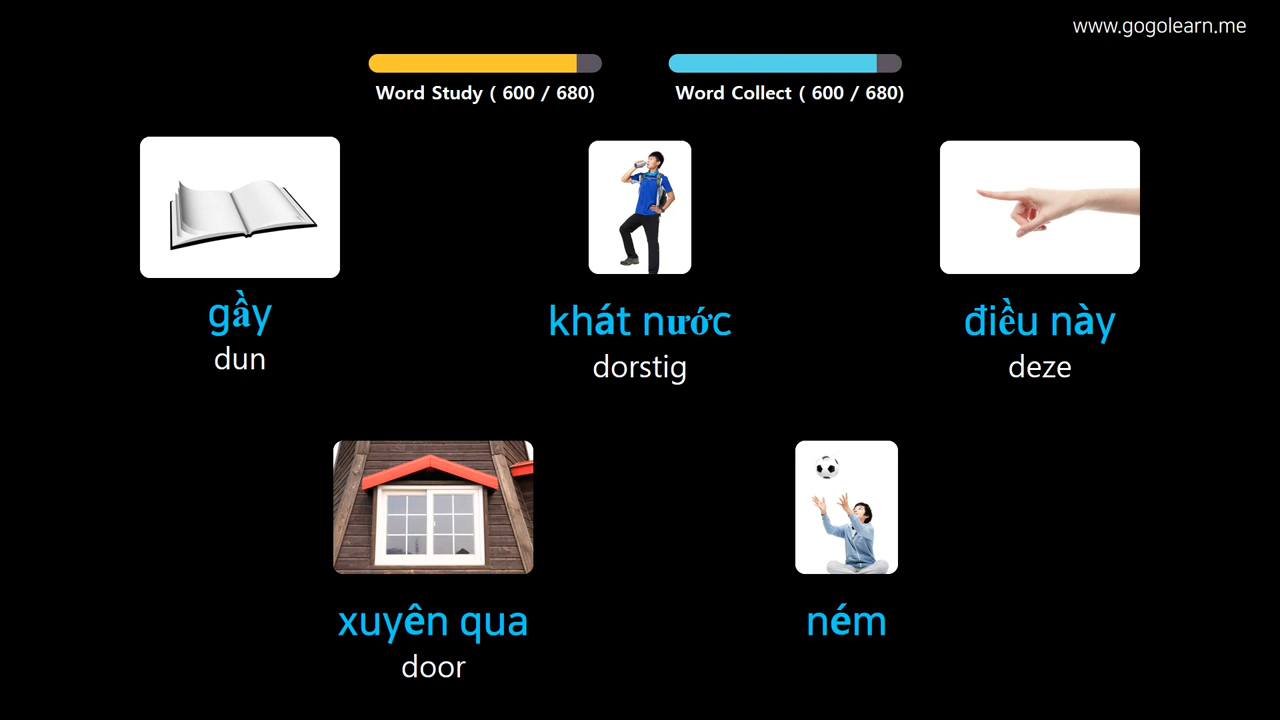 www.gogolearn.me
Word Study ( 600 / 680)
Word Collect ( 600 / 680)
gầy
dun
khát nước
dorstig
điều này
deze
xuyên qua
door
ném